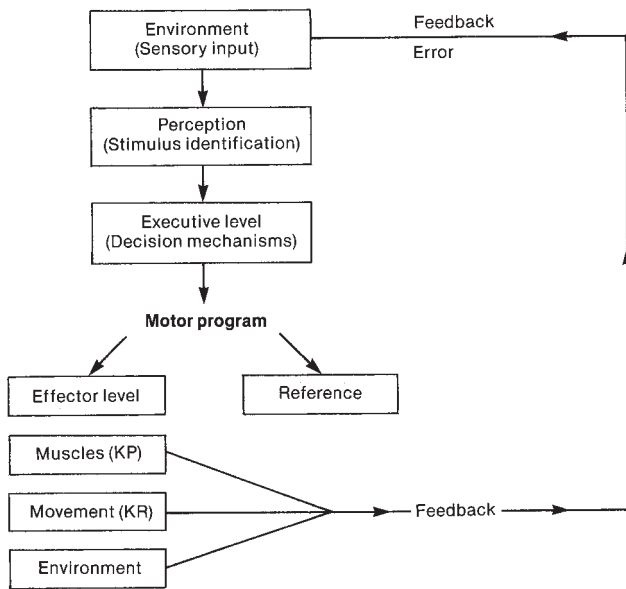 Environment
(Sensory input)
Feedback
Error
Perception
(Stimulus identification)
Executive level
(Decision mechanisms)
Motor program
Effector level
Reference
Muscles (KP)
Movement (KR)
Feedback
Environment